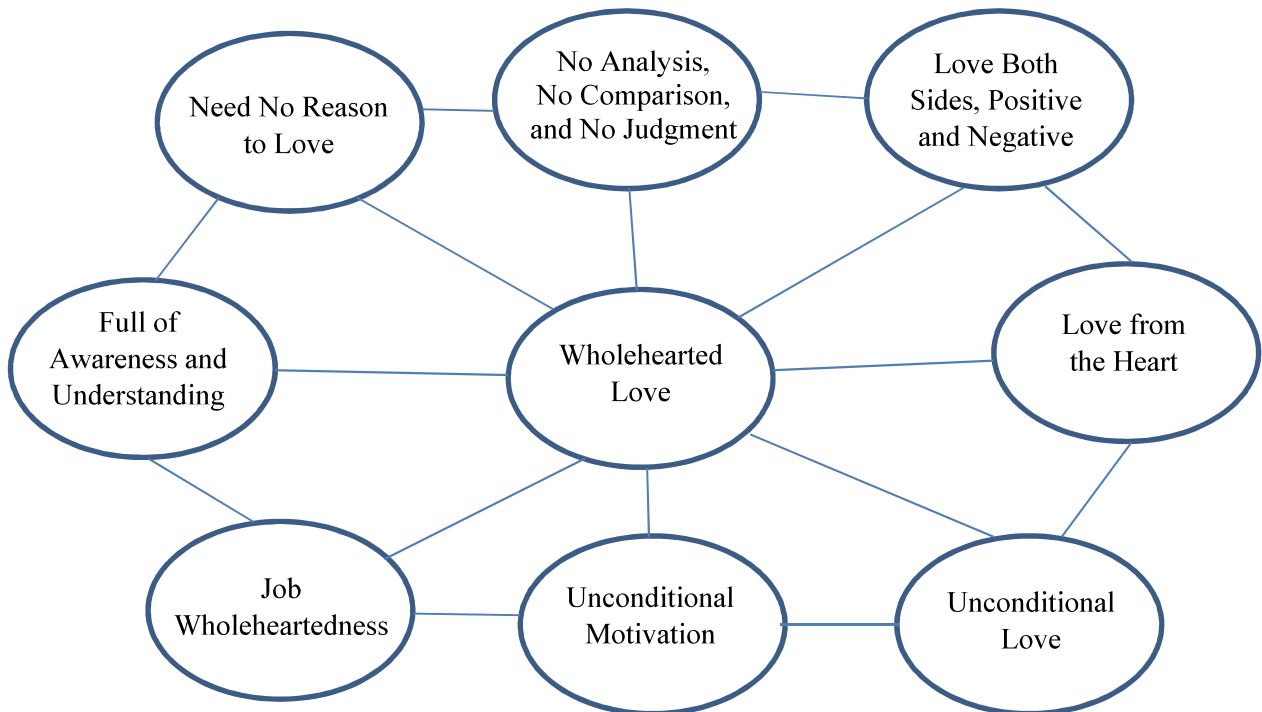 Need No Reason
to Love
No Analysis,
No Comparison,
and No Judgment
Love Both
Sides, Positive
and Negative
Full of
Awareness and
Understanding
Wholehearted
Love
Love from
the Heart
Job
Wholeheartedness
Unconditional
Motivation
Unconditional
Love